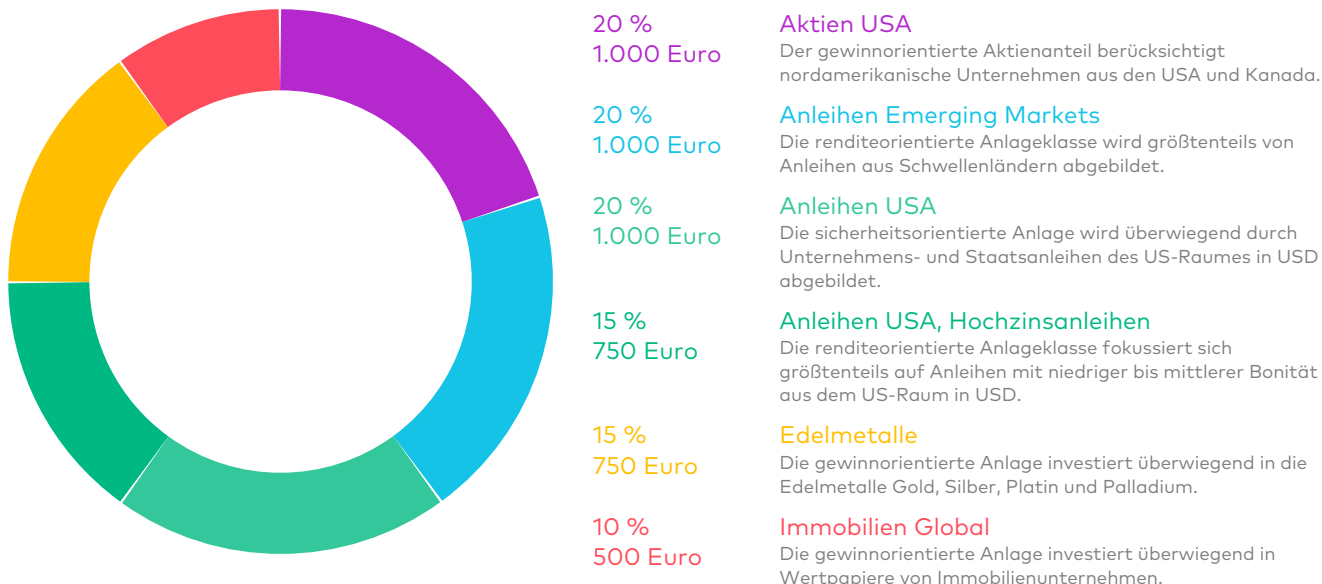 20 %
1.000 Euro
Aktien USA
Der gewinnorientierte Aktienanteil berücksichtigt
nordamerikanische Unternehmen aus den USA und Kanada.
20 %
1.000 Euro
Anleihen Emerging Markets
Die renditeorientierte Anlageklasse wird größtenteils von
Anleihen aus Schwellenländern abgebildet.
20 %
1.000 Euro
Anleihen USA
Die sicherheitsorientierte Anlage wird überwiegend durch
Unternehmens- und Staatsanleihen des US-Raumes in USD
abgebildet.
15 %
750 Euro
Anleihen USA, Hochzinsanleihen
Die renditeorientierte Anlageklasse fokussiert sich
größtenteils auf Anleihen mit niedriger bis mittlerer Bonität
aus dem US-Raum in USD.
15 %
750 Euro
Edelmetalle
Die gewinnorientierte Anlage investiert überwiegend in die
Edelmetalle Gold, Silber, Platin und Palladium.
10 %
500 Euro
Immobilien Global
Die gewinnorientierte Anlage investiert überwiegend in
Wertpapiere von Immobilienunternehmen.